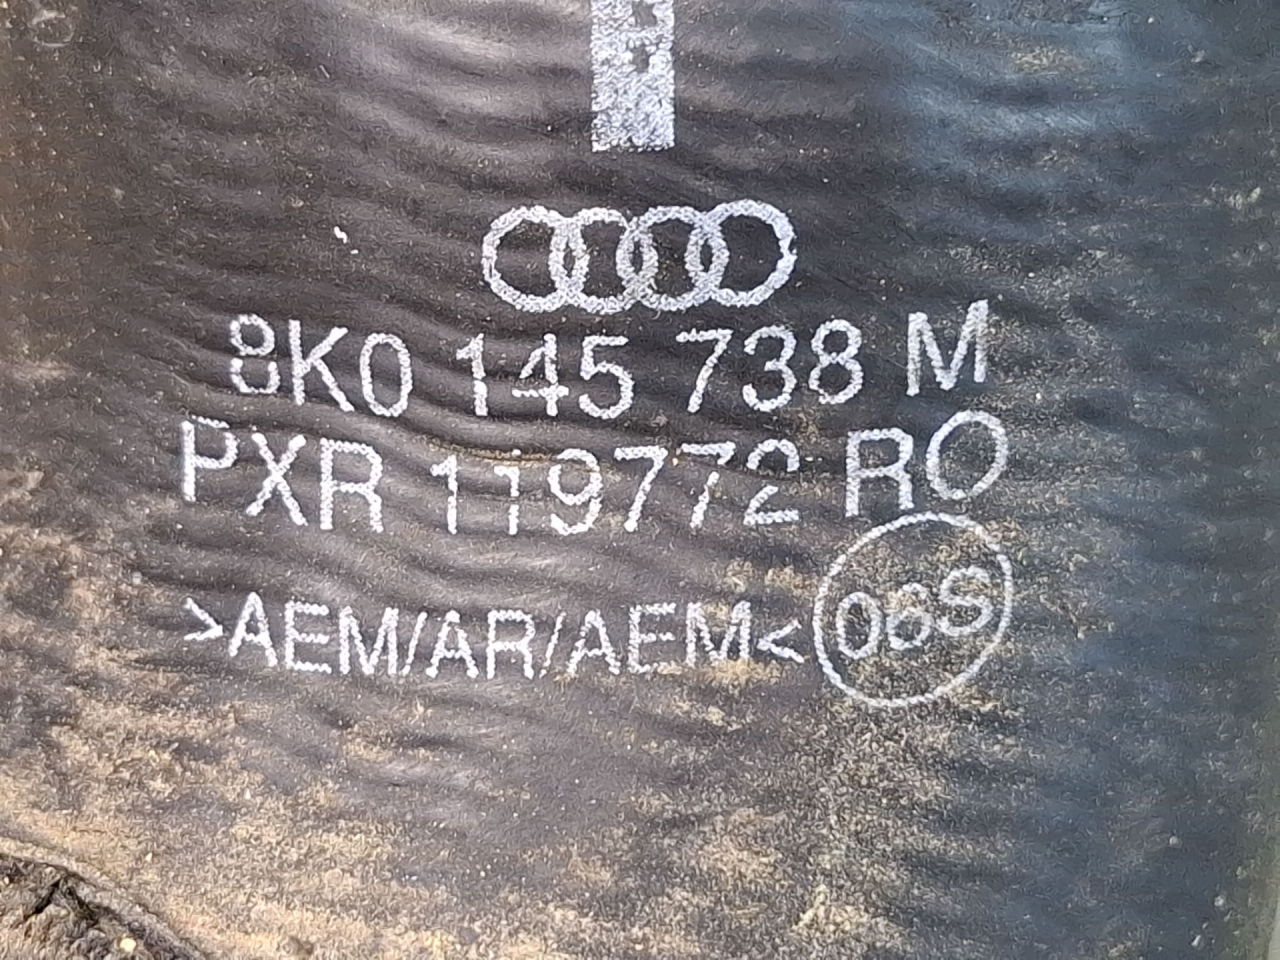 8K0 145 738 M
PXR 119772 RO
>AEM/AR/AEM< 06S